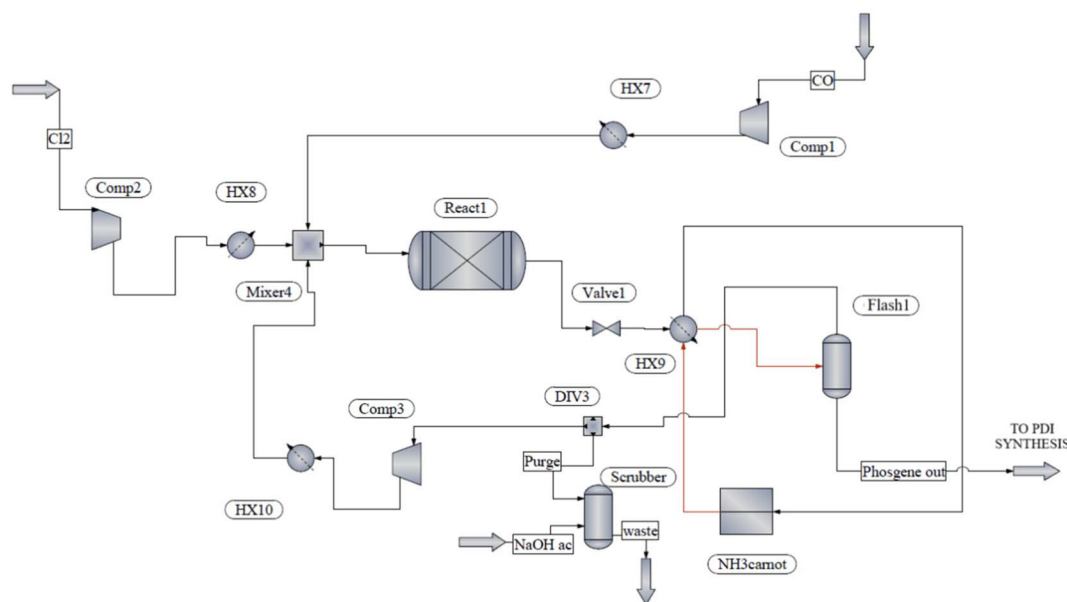 HX7
CO
Comp1
Cl2
Comp2
HX8
React1
Mixer4
Valve1
Flash1
HX9
Comp3
DIV3
TO PDI
SYNTHESIS
Purge
Scrubber
Phosgene out
HX10
NaOH ac
waste
NH3carnot